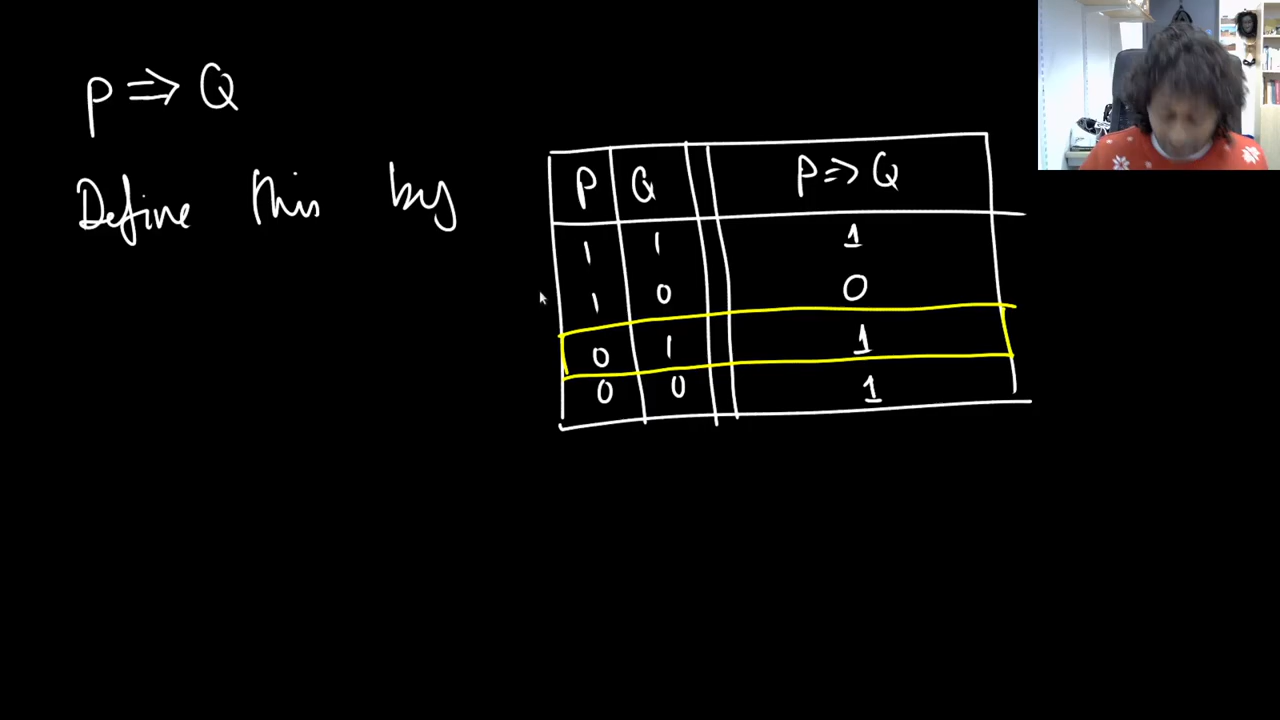 P ⇒ Q
Define this by
P Q P ⇒ Q
1 1 1
1 0 0
0 1 1
0 0 1